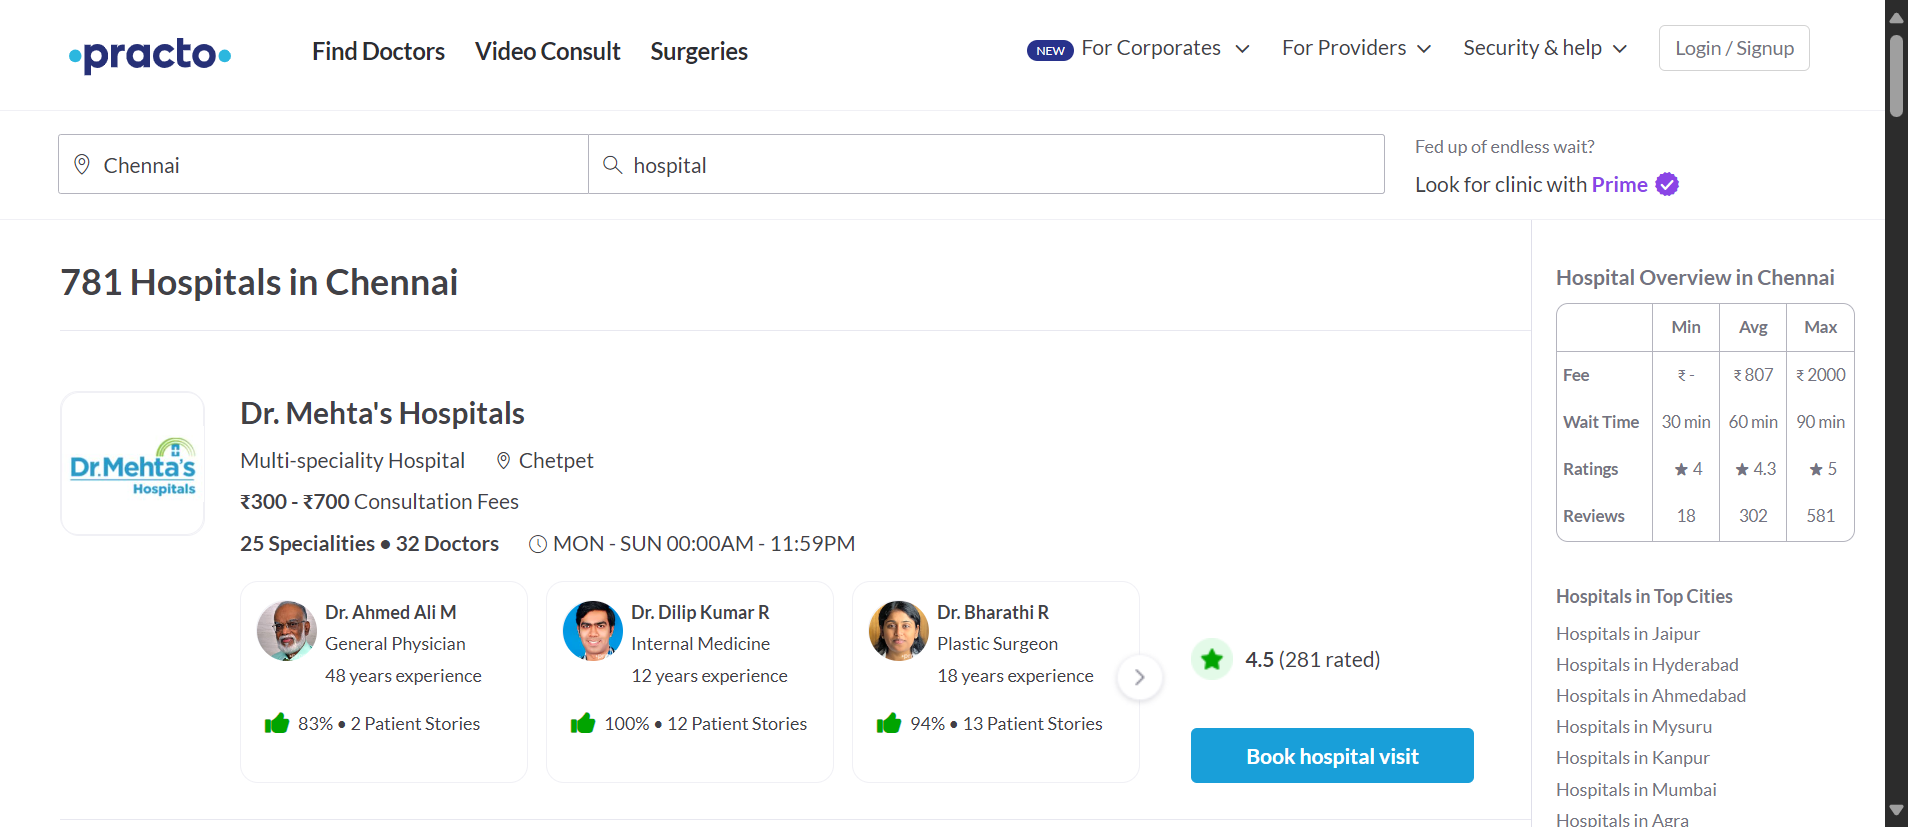 practo
Find Doctors
Video Consult
Surgeries
NEW For Corporates
For Providers
Security & help
Login / Signup
Chennai
hospital
Fed up of endless wait?
Look for clinic with Prime
781 Hospitals in Chennai
Dr.Mehta's
Hospitals
Dr. Mehta's Hospitals
Multi-speciality Hospital
Chetpet
₹300 - ₹700 Consultation Fees
25 Specialities • 32 Doctors
MON - SUN 00:00AM - 11:59PM
Dr. Ahmed Ali M
General Physician
48 years experience
83% • 2 Patient Stories
Dr. Dilip Kumar R
Internal Medicine
12 years experience
100% • 12 Patient Stories
Dr. Bharathi R
Plastic Surgeon
18 years experience
94% • 13 Patient Stories
4.5 (281 rated)
Book hospital visit
Hospital Overview in Chennai
Min Avg Max
Fee ₹ - ₹ 807 ₹ 2000
Wait Time 30 min 60 min 90 min
Ratings ★ 4 ★ 4.3 ★ 5
Reviews 18 302 581
Hospitals in Top Cities
Hospitals in Jaipur
Hospitals in Hyderabad
Hospitals in Ahmedabad
Hospitals in Mysuru
Hospitals in Kanpur
Hospitals in Mumbai
Hospitals in Agra